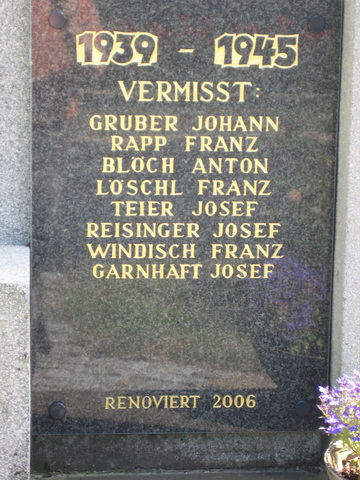 1939 - 1945
VERMISST:
GRUBER JOHANN
RAPP FRANZ
BLÖCH ANTON
LÖSCHL FRANZ
TEIER JOSEF
REISINGER JOSEF
WINDISCH FRANZ
GARNHAFT JOSEF
RENOVIERT 2006